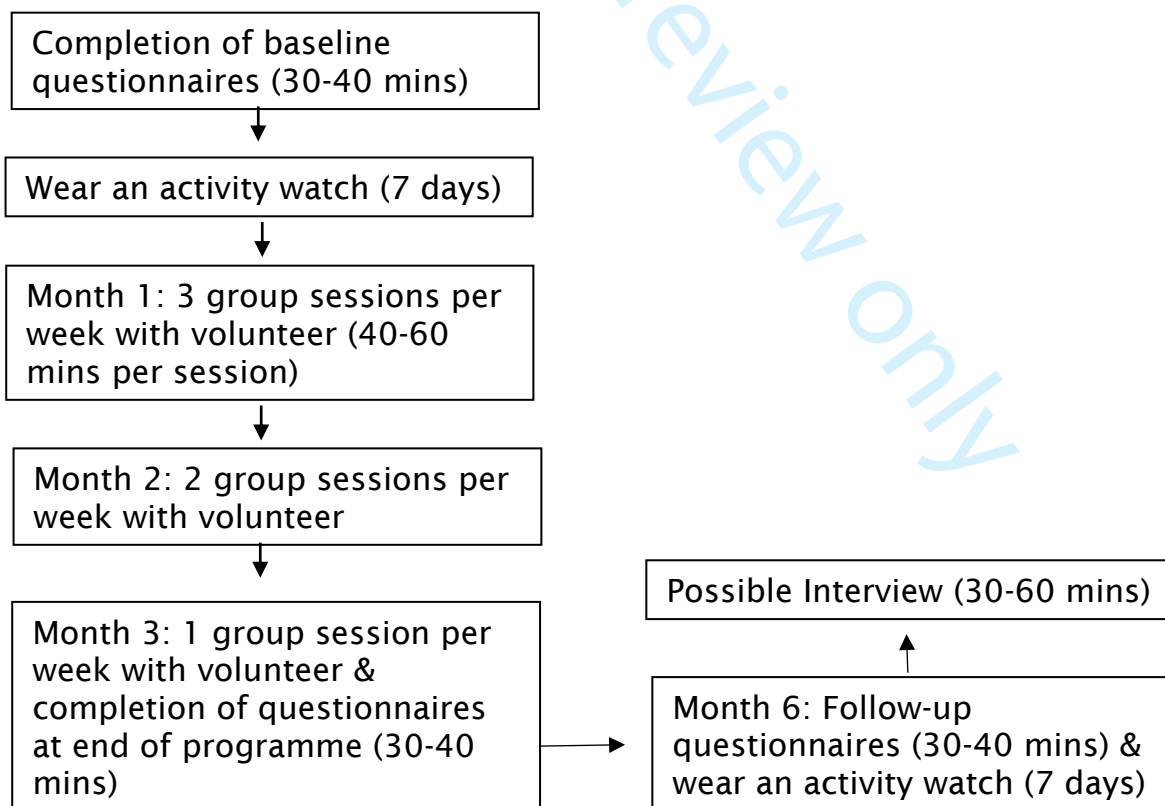 Completion of baseline
questionnaires (30-40 mins)
Wear an activity watch (7 days)
Month 1: 3 group sessions per
week with volunteer (40-60
mins per session)
Month 2: 2 group sessions per
week with volunteer
Month 3: 1 group session per
week with volunteer &
completion of questionnaires
at end of programme (30-40
mins)
Month 6: Follow-up
questionnaires (30-40 mins) &
wear an activity watch (7 days)
Possible Interview (30-60 mins)
eview only